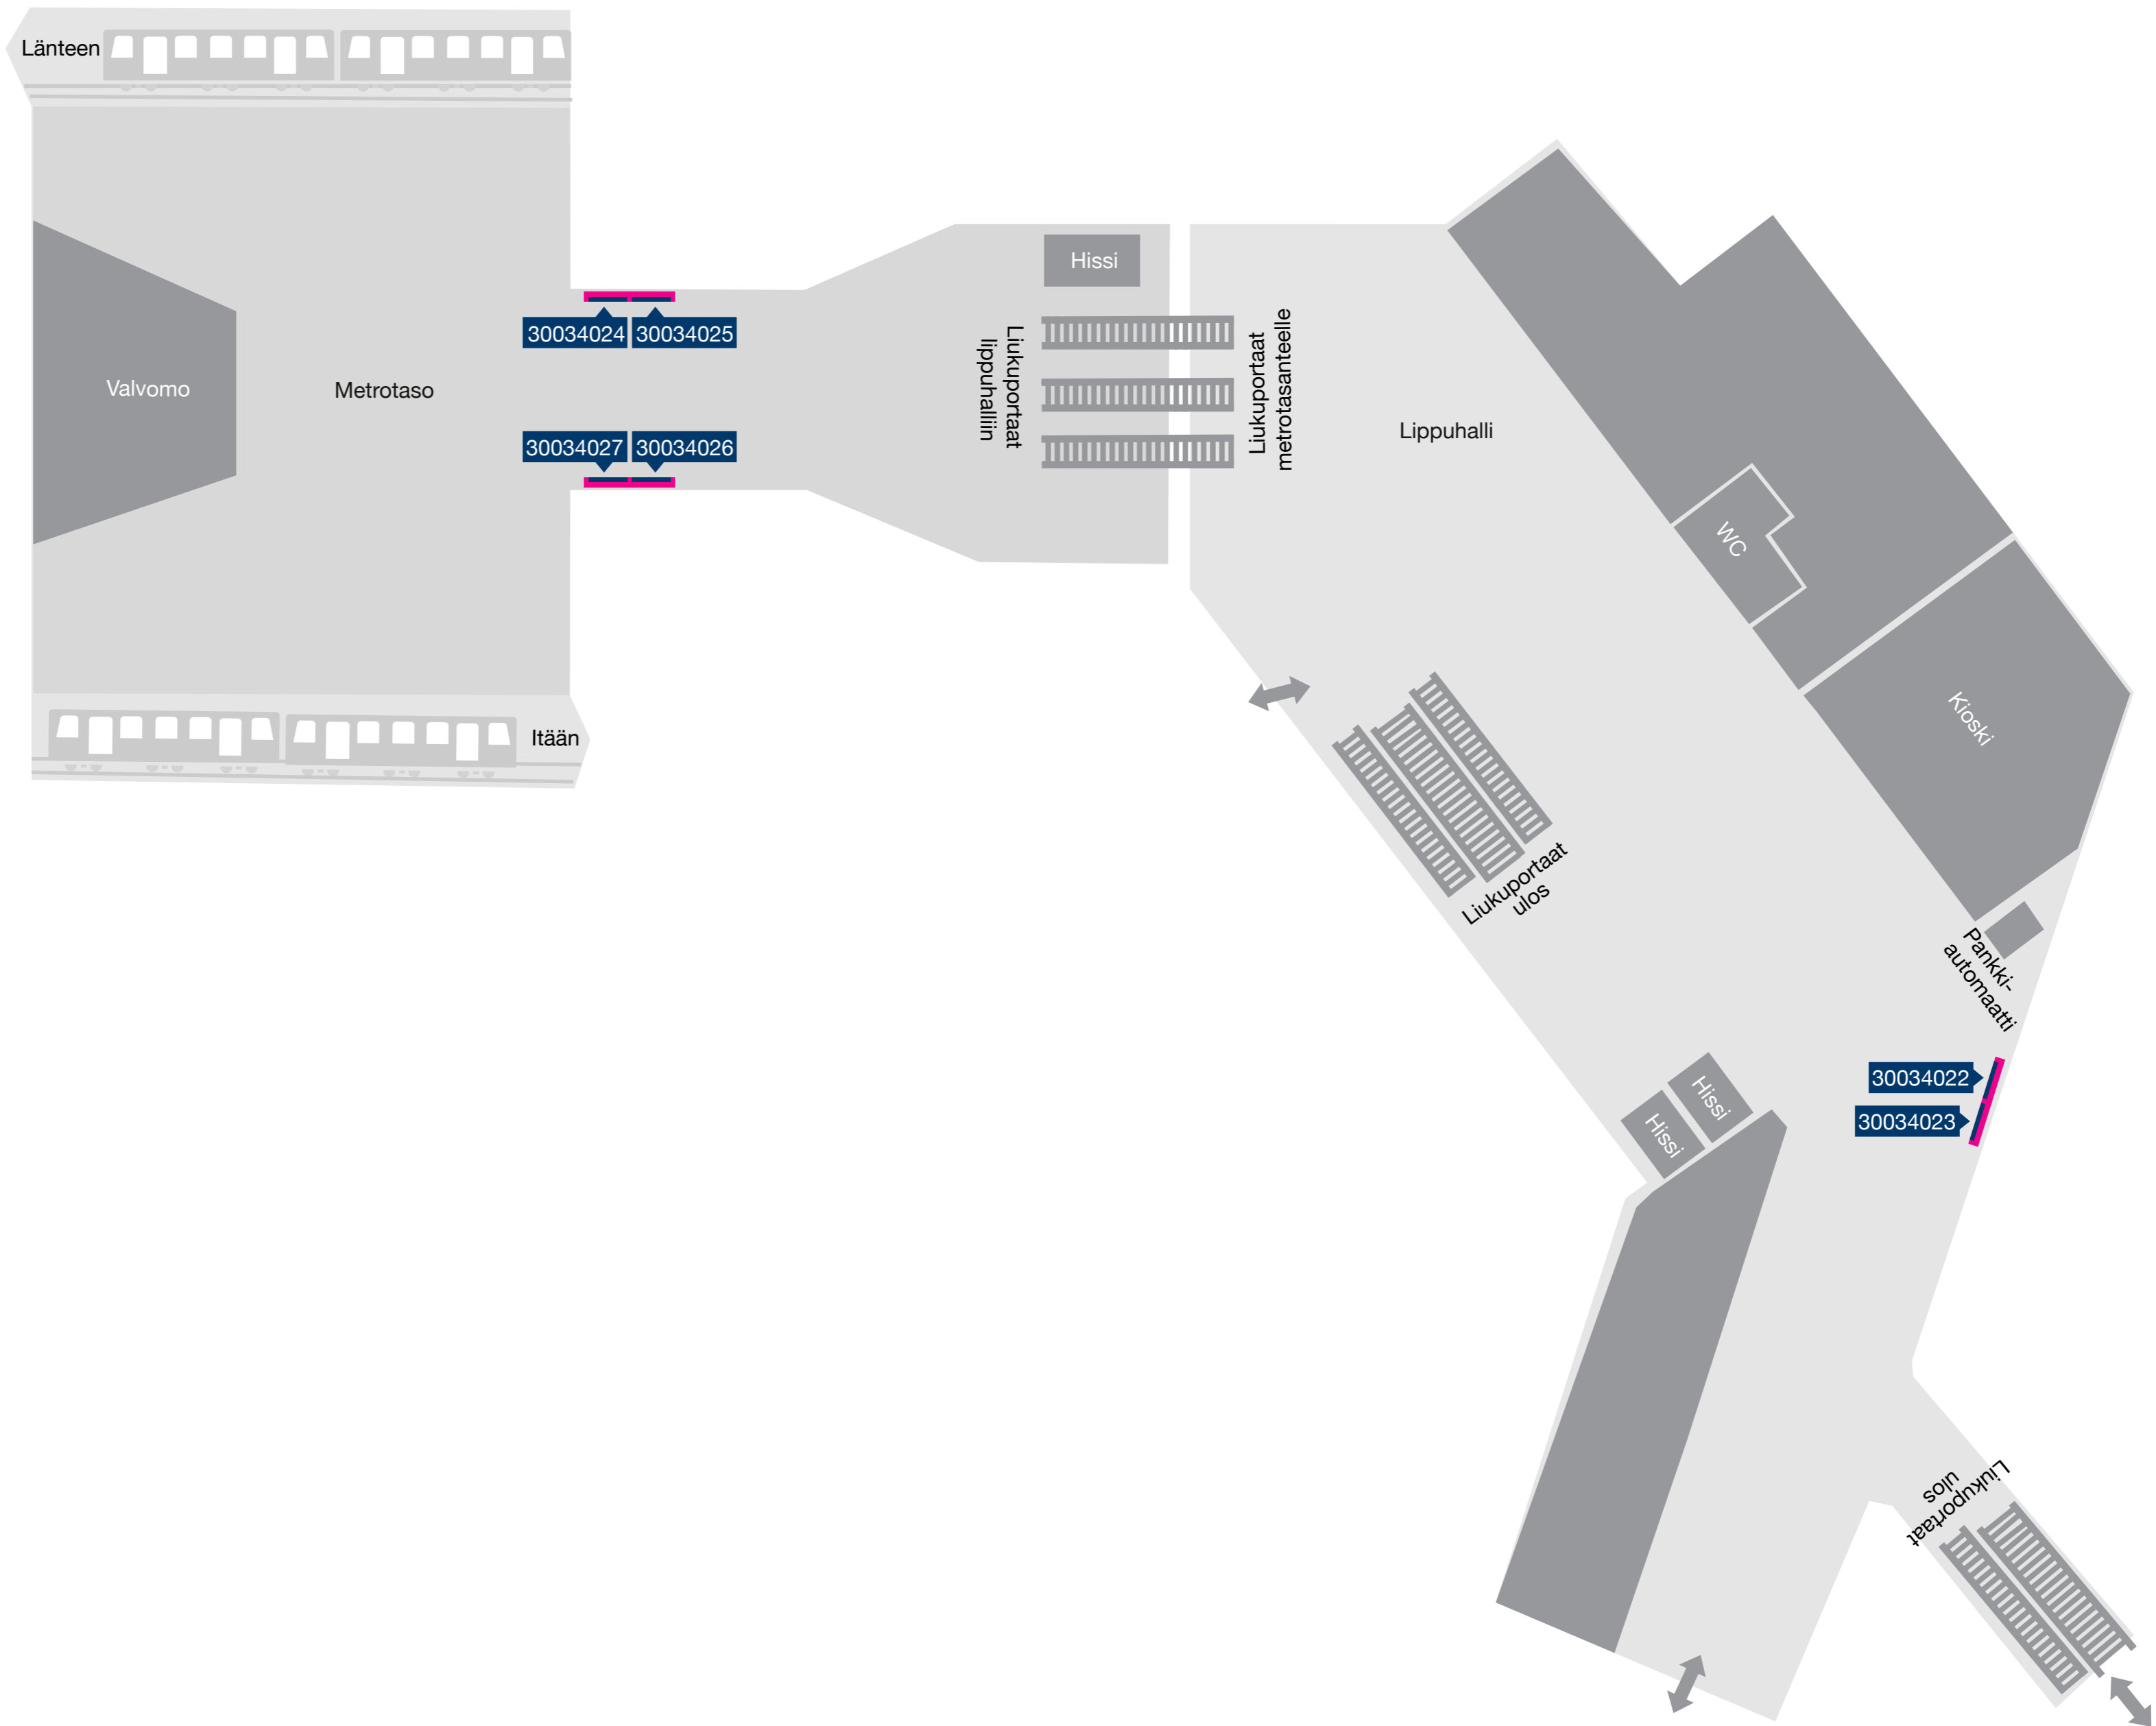 Länteen
Hissi
30034024
30034025
Liukuportaat
lippuhalliin
Liukuportaat
metrotasanteelle
Valvomo
Metrotaso
Lippuhalli
30034027
30034026
WC
Itään
Kioski
Liukuportaat
ulos
Pankki-
automaatti
Hissi
Hissi
30034022
30034023
Liukuportaat
ulos